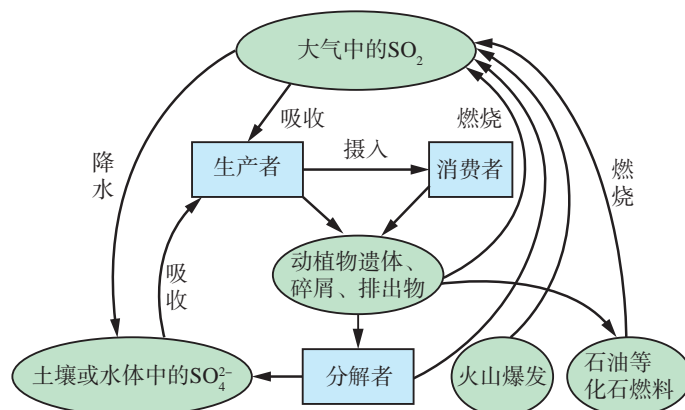 大气中的SO₂
吸收
燃烧
降水
生产者
摄入
消费者
燃烧
吸收
动植物遗体、
碎屑、排出物
土壤或水体中的SO₄²⁻
分解者
火山爆发
石油等
化石燃料